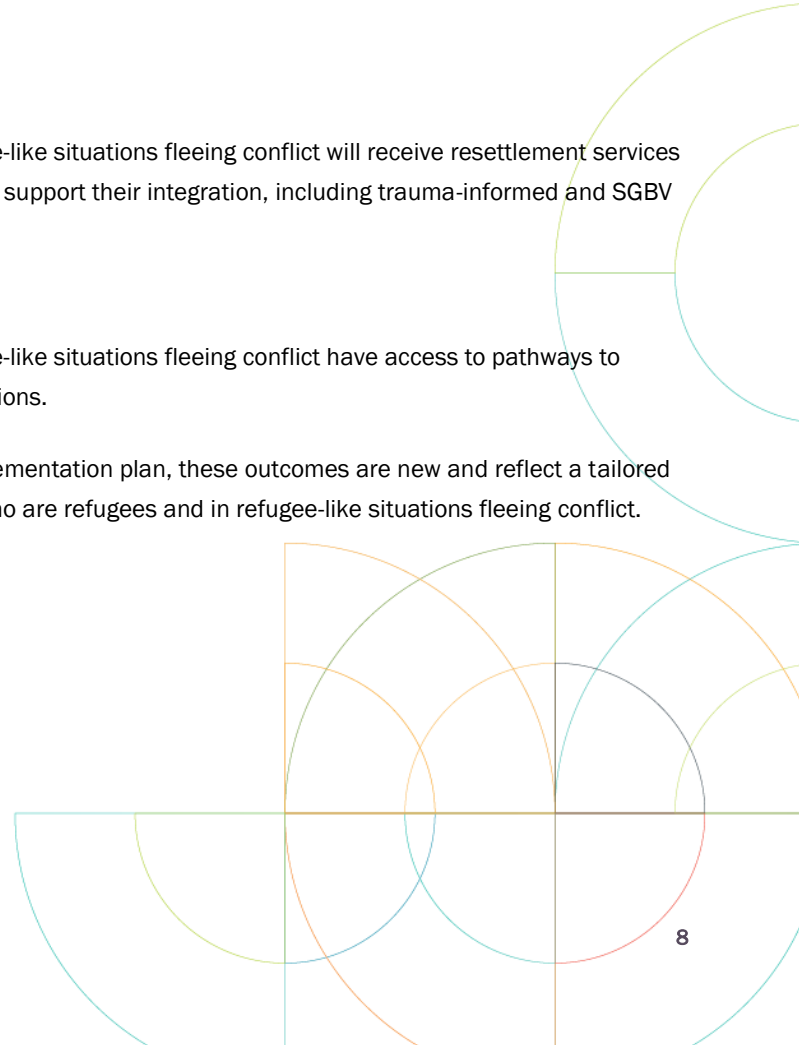 e-like situations fleeing conflict will receive resettlement services
support their integration, including trauma-informed and SGBV
e-like situations fleeing conflict have access to pathways to
ions.
ementation plan, these outcomes are new and reflect a tailored
o are refugees and in refugee-like situations fleeing conflict.
8